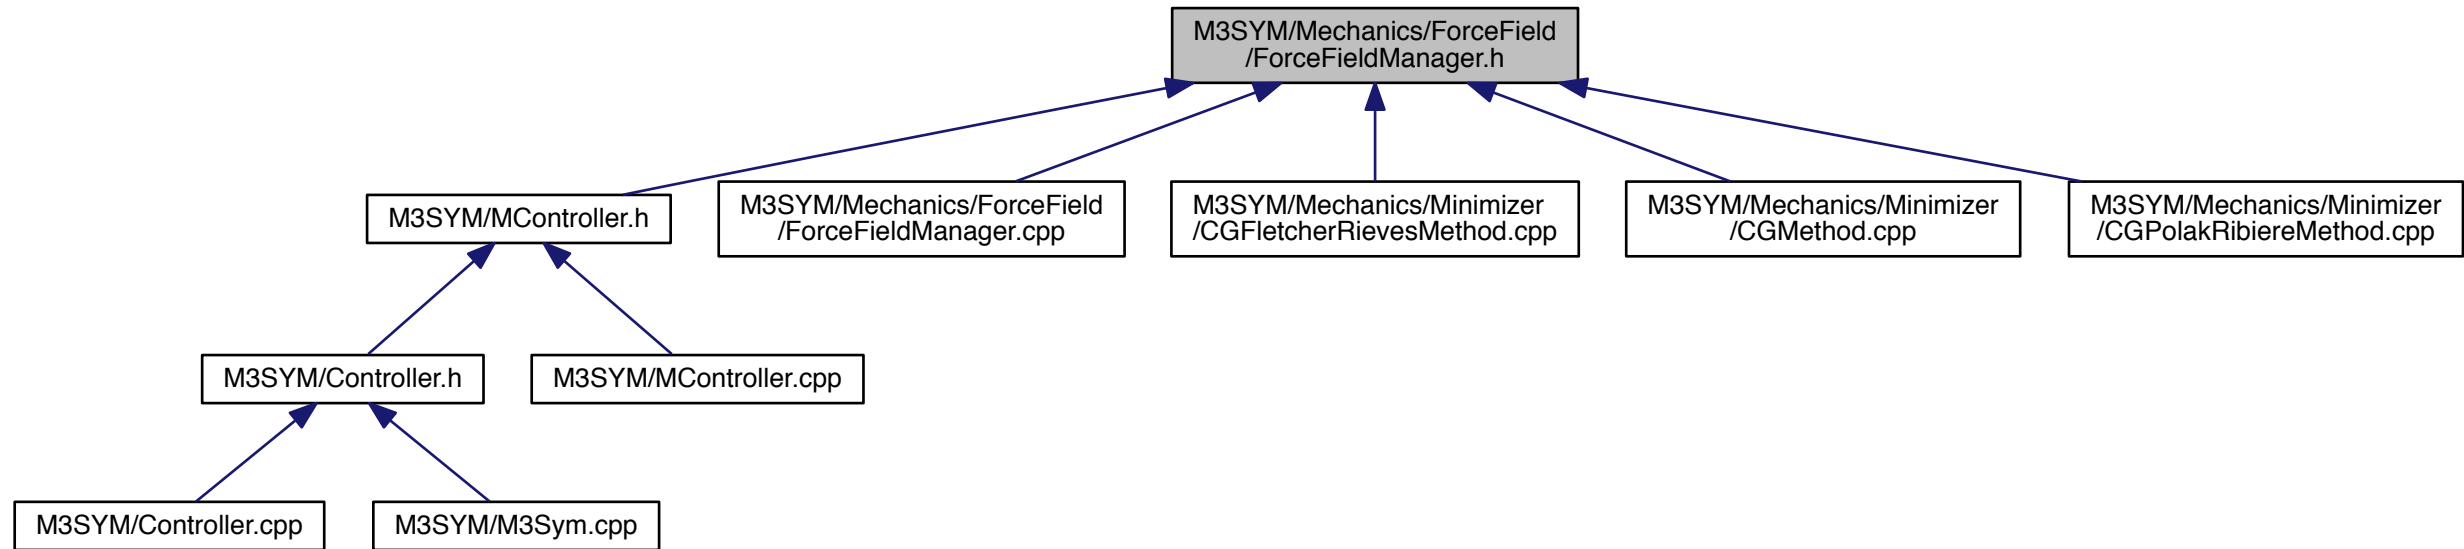 M3SYM/Mechanics/ForceField
/ForceFieldManager.h
M3SYM/MController.h
M3SYM/Mechanics/ForceField
/ForceFieldManager.cpp
M3SYM/Mechanics/Minimizer
/CGFletcherRievesMethod.cpp
M3SYM/Mechanics/Minimizer
/CGMethod.cpp
M3SYM/Mechanics/Minimizer
/CGPolakRibiereMethod.cpp
M3SYM/Controller.h
M3SYM/MController.cpp
M3SYM/Controller.cpp
M3SYM/M3Sym.cpp